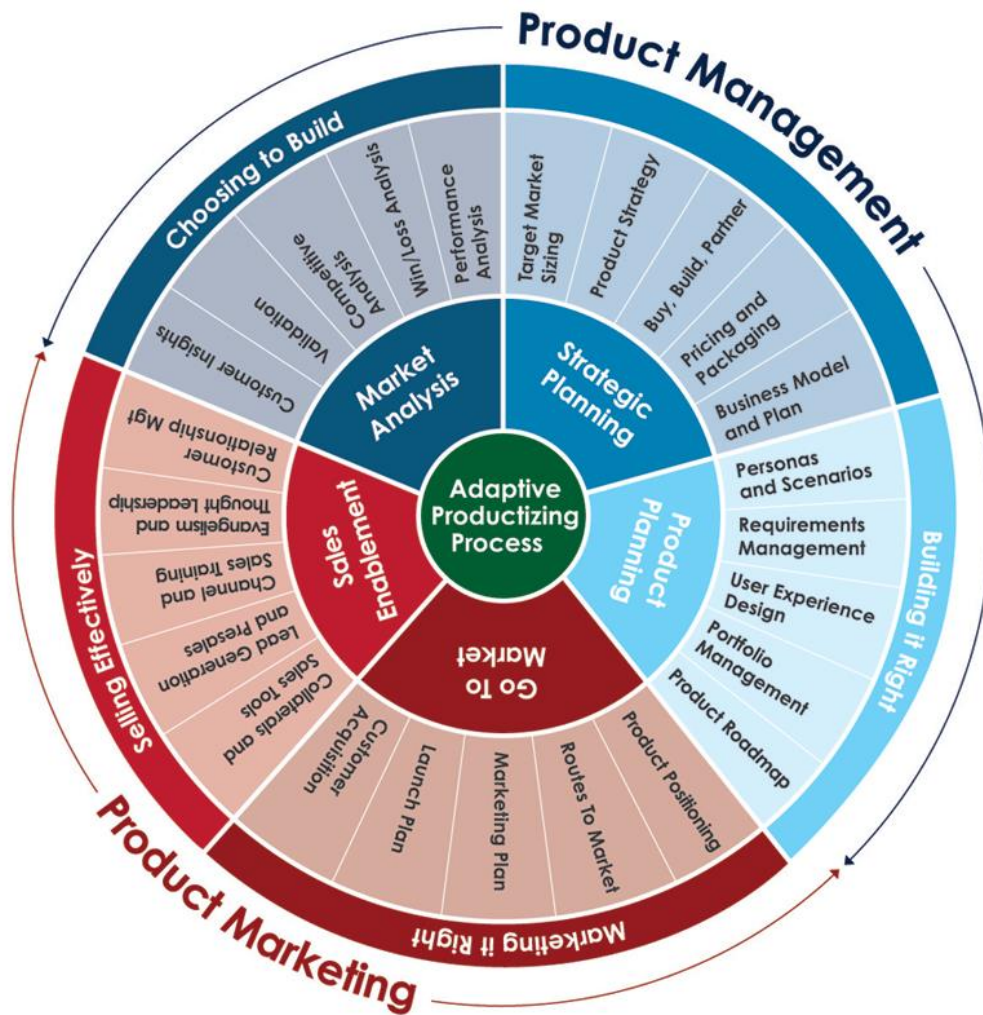 Product Management
Choosing to Build
Customer Insights
Validation
Competitive
Analysis
Win/Loss Analysis
Performance
Analysis
Target Market
Sizing
Product Strategy
Buy, Build, Partner
Pricing and
Packaging
Business Model
and Plan
Market
Analysis
Strategic
Planning
Adaptive
Productizing
Process
Product
Planning
Personas
and Scenarios
Requirements
Management
User Experience
Design
Portfolio
Management
Product Roadmap
Building it Right
Go To
Market
Product Positioning
Routes To Market
Marketing Plan
Launch Plan
Customer
Acquisition
Marketing it Right
Sales
Enablement
Collaterals and
Sales Tools
Lead Generation
and Presales
Channel and
Sales Training
Evangelism and
Thought Leadership
Customer
Relationship Mgt
Selling Effectively
Product Marketing